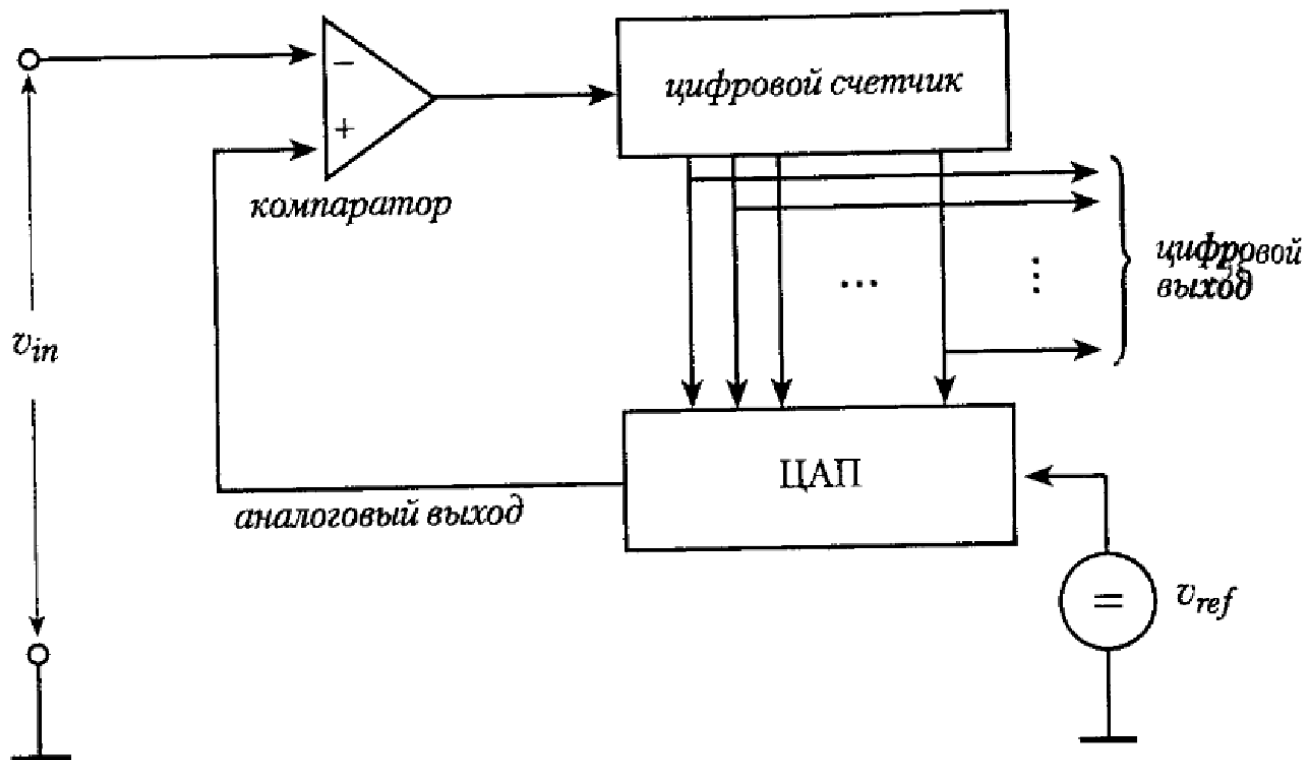 цифровой счетчик
−
+
компаратор
цифровой
выход
...
v_in
ЦАП
аналоговый выход
=
v_ref